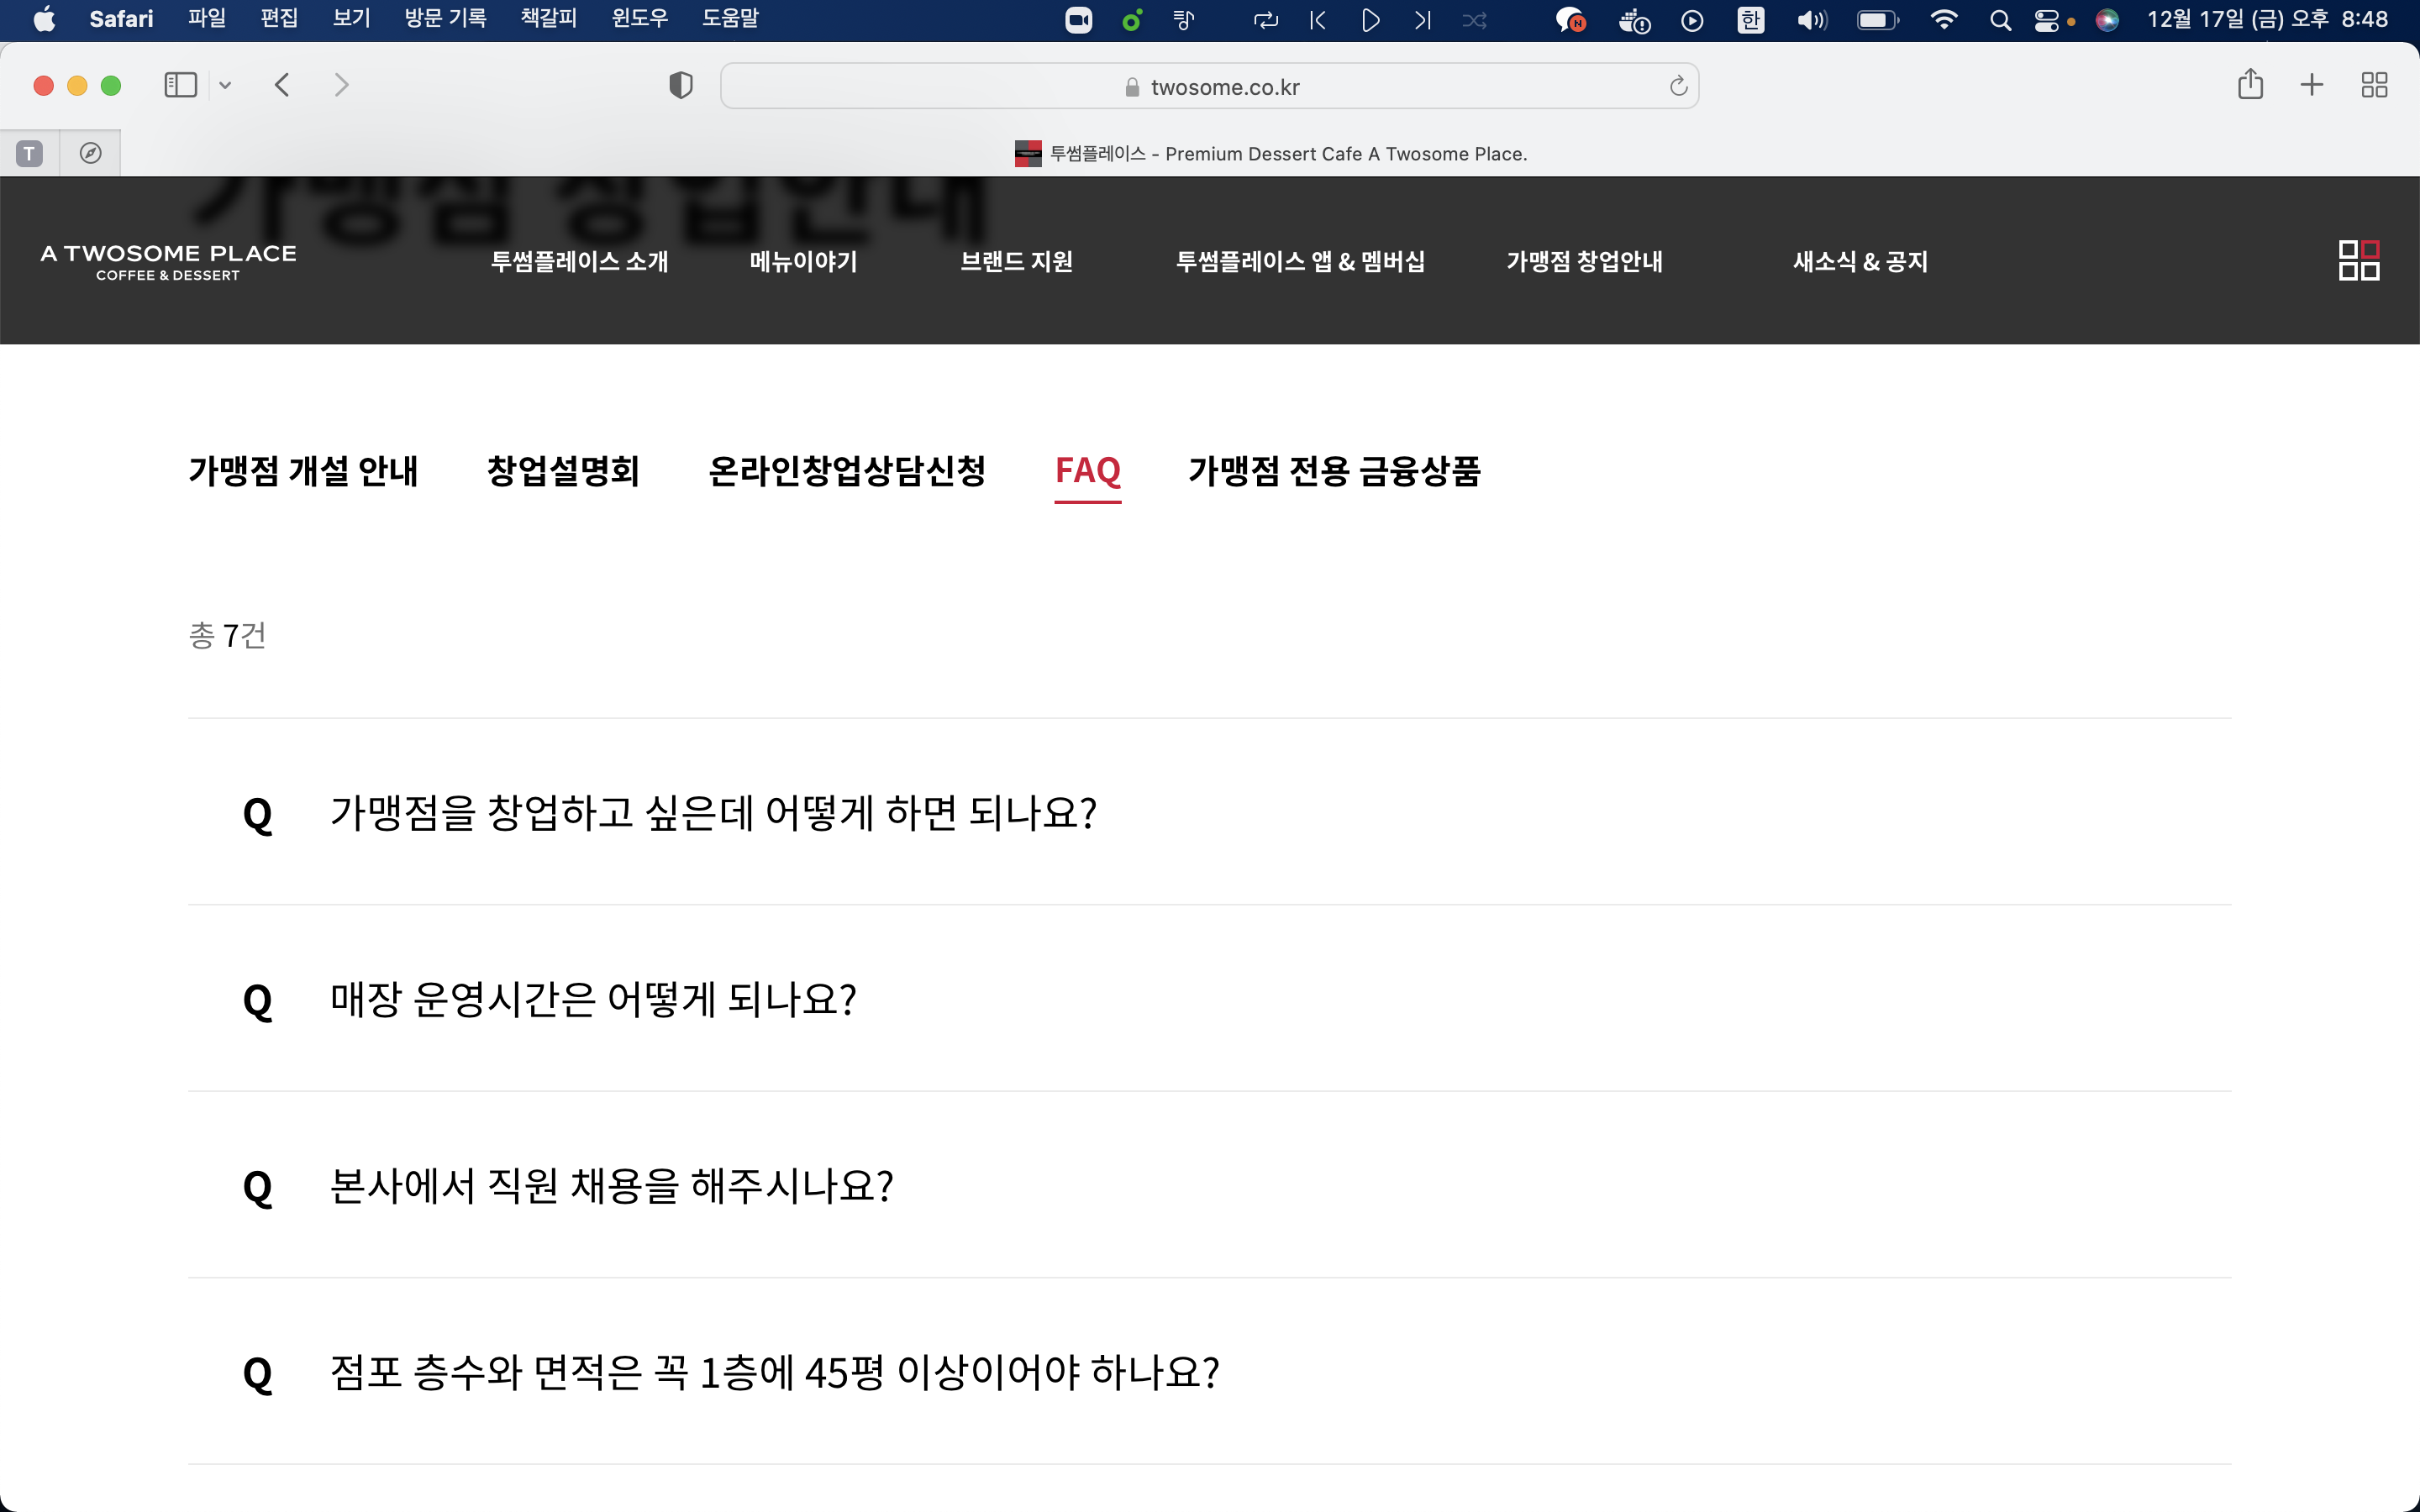 Safari 파일 편집 보기 방문 기록 책갈피 윈도우 도움말 N 한 12월 17일 (금) 오후 8:48
twosome.co.kr
T 투썸플레이스 - Premium Dessert Cafe A Twosome Place.
가맹점 창업안내
A TWOSOME PLACE
COFFEE & DESSERT
투썸플레이스 소개 메뉴이야기 브랜드 지원 투썸플레이스 앱 & 멤버십 가맹점 창업안내 새소식 & 공지
가맹점 개설 안내 창업설명회 온라인창업상담신청 FAQ 가맹점 전용 금융상품
총 7건
Q 가맹점을 창업하고 싶은데 어떻게 하면 되나요?
Q 매장 운영시간은 어떻게 되나요?
Q 본사에서 직원 채용을 해주시나요?
Q 점포 층수와 면적은 꼭 1층에 45평 이상이어야 하나요?